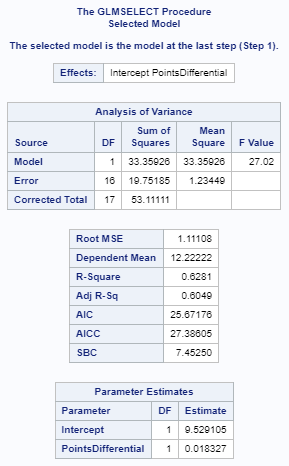 The GLMSELECT Procedure
Selected Model
The selected model is the model at the last step (Step 1).
Effects: Intercept PointsDifferential
Analysis of Variance
Source DF Sum of Squares Mean Square F Value
Model 1 33.35926 33.35926 27.02
Error 16 19.75185 1.23449
Corrected Total 17 53.11111
Root MSE 1.11108
Dependent Mean 12.22222
R-Square 0.6281
Adj R-Sq 0.6049
AIC 25.67176
AICC 27.38605
SBC 7.45250
Parameter Estimates
Parameter DF Estimate
Intercept 1 9.529105
PointsDifferential 1 0.018327